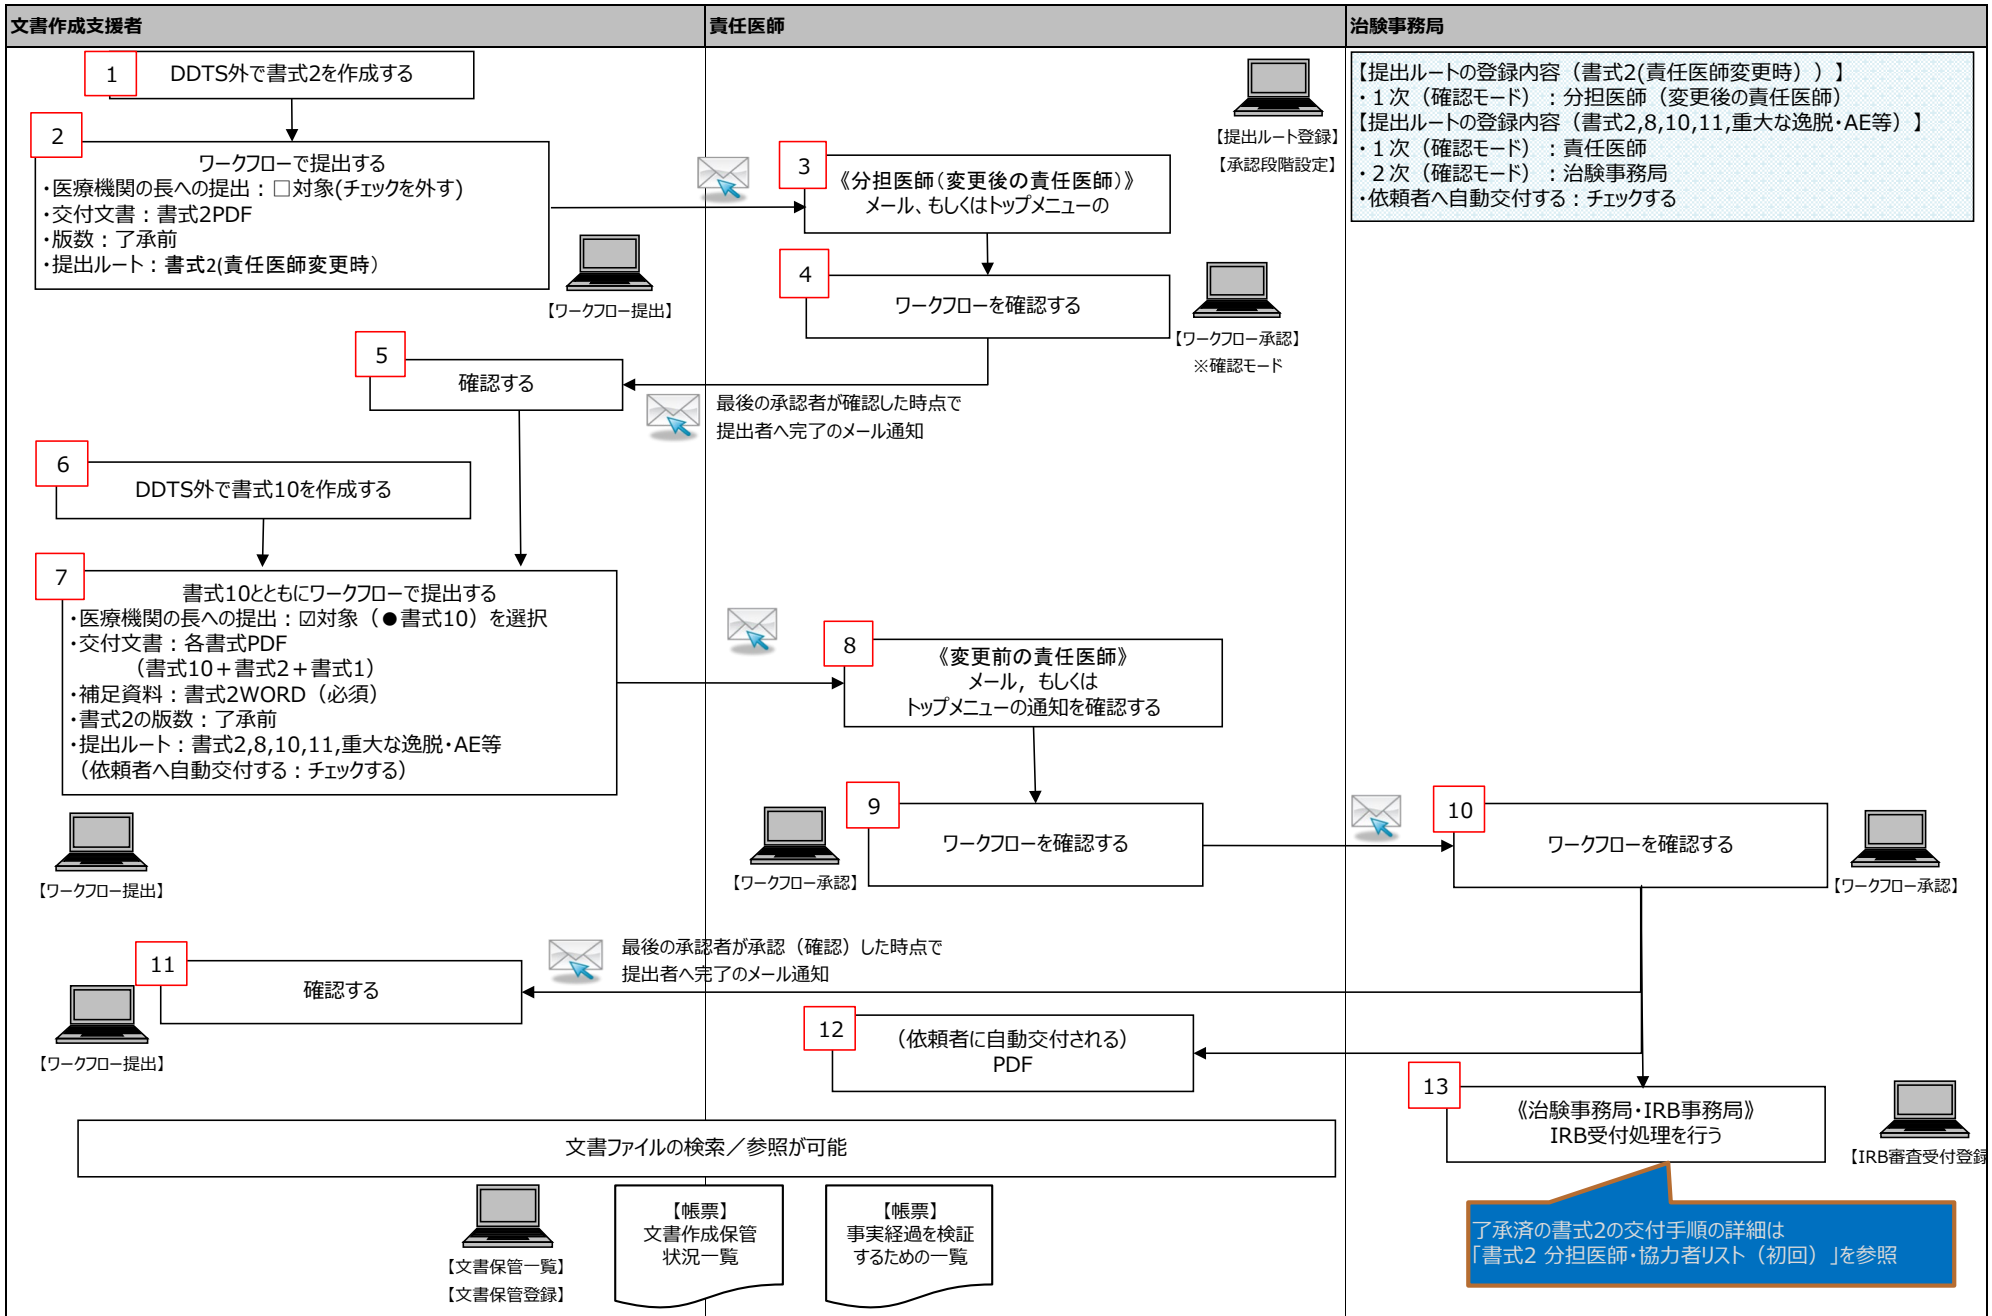 文書作成支援者
責任医師
治験事務局
1
DDTS外で書式2を作成する
2
ワークフローで提出する
・医療機関の長への提出：□対象(チェックを外す)
・交付文書：書式2PDF
・版数：了承前
・提出ルート：書式2(責任医師変更時）
【ワークフロー提出】
3
《分担医師（変更後の責任医師）》
メール、もしくはトップメニューの
【提出ルート登録】
【承認段階設定】
【提出ルートの登録内容（書式2(責任医師変更時））】
・１次（確認モード）：分担医師（変更後の責任医師）
【提出ルートの登録内容（書式2,8,10,11,重大な逸脱・AE等）】
・１次（確認モード）：責任医師
・２次（確認モード）：治験事務局
・依頼者へ自動交付する：チェックする
4
ワークフローを確認する
【ワークフロー承認】
※確認モード
5
確認する
最後の承認者が確認した時点で
提出者へ完了のメール通知
6
DDTS外で書式10を作成する
7
書式10とともにワークフローで提出する
・医療機関の長への提出：☑対象（●書式10）を選択
・交付文書：各書式PDF
（書式10＋書式2＋書式1）
・補足資料：書式2WORD（必須）
・書式2の版数：了承前
・提出ルート：書式2,8,10,11,重大な逸脱・AE等
（依頼者へ自動交付する：チェックする）
【ワークフロー提出】
8
《変更前の責任医師》
メール，もしくは
トップメニューの通知を確認する
9
ワークフローを確認する
【ワークフロー承認】
10
ワークフローを確認する
【ワークフロー承認】
11
確認する
【ワークフロー提出】
最後の承認者が承認（確認）した時点で
提出者へ完了のメール通知
12
（依頼者に自動交付される）
PDF
13
《治験事務局・IRB事務局》
IRB受付処理を行う
【IRB審査受付登録
文書ファイルの検索／参照が可能
【文書保管一覧】
【文書保管登録】
【帳票】
文書作成保管
状況一覧
【帳票】
事実経過を検証
するための一覧
了承済の書式2の交付手順の詳細は
「書式2 分担医師・協力者リスト（初回）」を参照